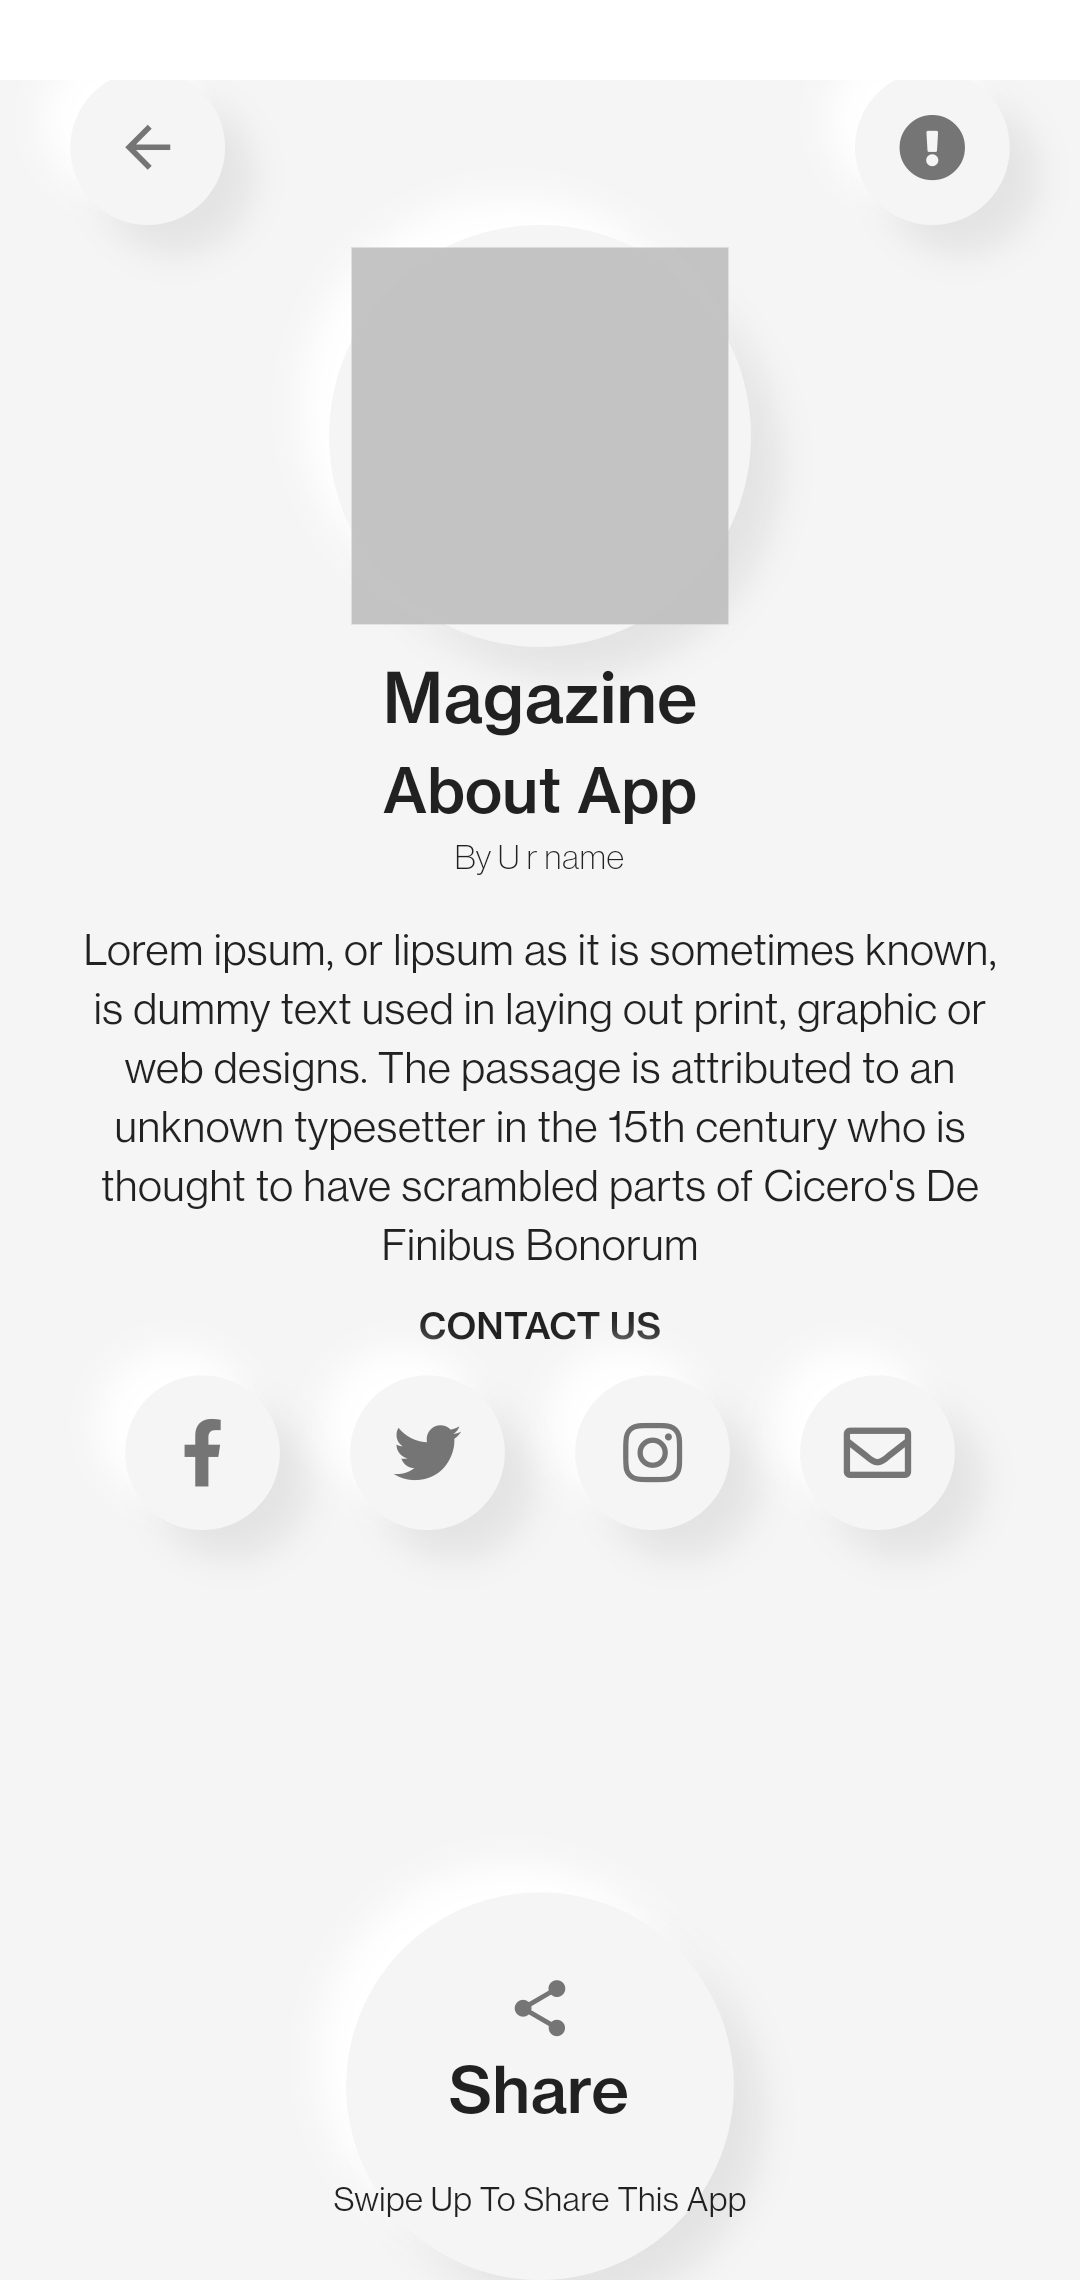 Magazine
About App
By U r name
Lorem ipsum, or lipsum as it is sometimes known,
is dummy text used in laying out print, graphic or
web designs. The passage is attributed to an
unknown typesetter in the 15th century who is
thought to have scrambled parts of Cicero's De
Finibus Bonorum
CONTACT US
Share
Swipe Up To Share This App